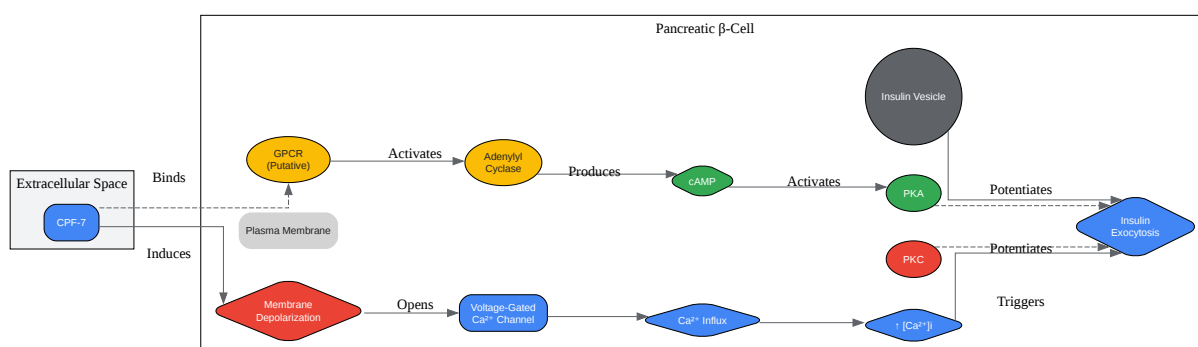 Pancreatic β-Cell
Insulin Vesicle
GPCR
(Putative)
Activates
Adenylyl
Cyclase
Produces
cAMP
Activates
PKA
Potentiates
Extracellular Space
CPF-7
Binds
Induces
Plasma Membrane
Insulin
Exocytosis
PKC
Potentiates
Membrane
Depolarization
Opens
Voltage-Gated
Ca²⁺ Channel
Ca²⁺ Influx
↑ [Ca²⁺]i
Triggers